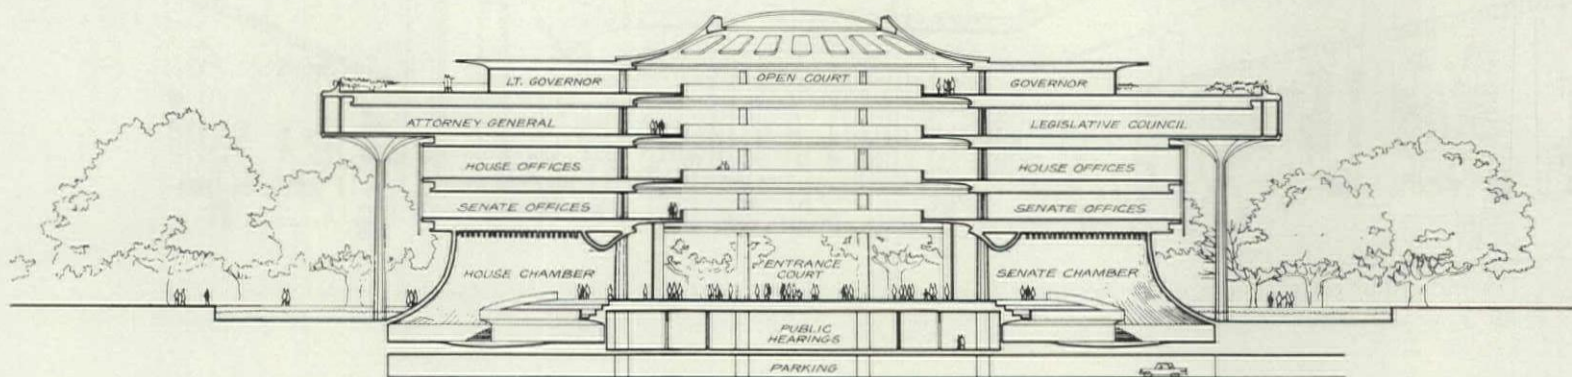 LT. GOVERNOR
OPEN COURT
GOVERNOR
ATTORNEY GENERAL
LEGISLATIVE COUNCIL
HOUSE OFFICES
HOUSE OFFICES
SENATE OFFICES
SENATE OFFICES
HOUSE CHAMBER
ENTRANCE
COURT
SENATE CHAMBER
PUBLIC
HEARINGS
PARKING